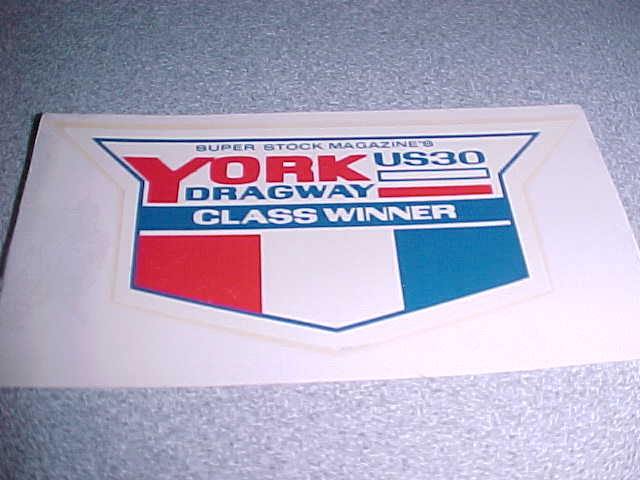 SUPER STOCK MAGAZINE'S
YORK US30
DRAGWAY
CLASS WINNER